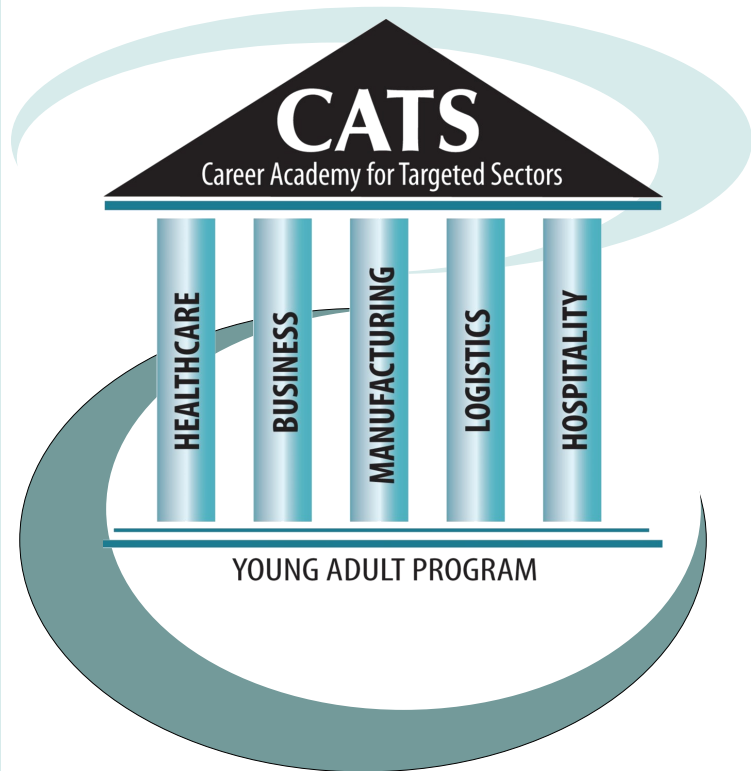 CATS
Career Academy for Targeted Sectors
HEALTHCARE
BUSINESS
MANUFACTURING
LOGISTICS
HOSPITALITY
YOUNG ADULT PROGRAM